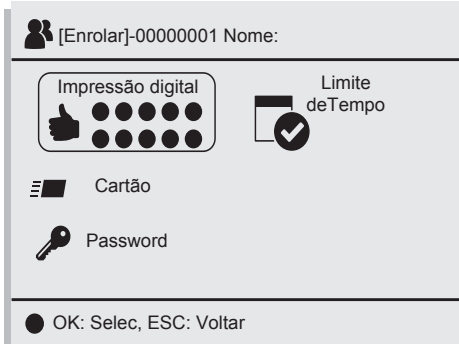 [Enrolar]-00000001 Nome:
Impressão digital
Limite
deTempo
Cartão
Password
OK: Selec, ESC: Voltar